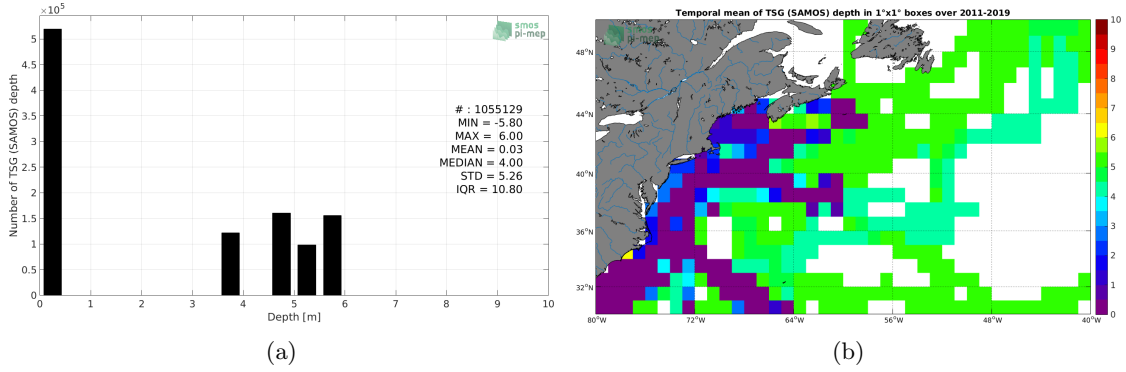 ×10⁵
5
4.5
4
3.5
3
2.5
2
1.5
1
0.5
0
Number of TSG (SAMOS) depth
smos
pi-mep
# : 1055129
MIN = -5.80
MAX = 6.00
MEAN = 0.03
MEDIAN = 4.00
STD = 5.26
IQR = 10.80
0 1 2 3 4 5 6 7 8 9 10
Depth [m]
(a)
Temporal mean of TSG (SAMOS) depth in 1°x1° boxes over 2011-2019
smos
pi-mep
48°N
44°N
40°N
36°N
32°N
80°W 72°W 64°W 56°W 48°W 40°W
10
9
8
7
6
5
4
3
2
1
0
(b)